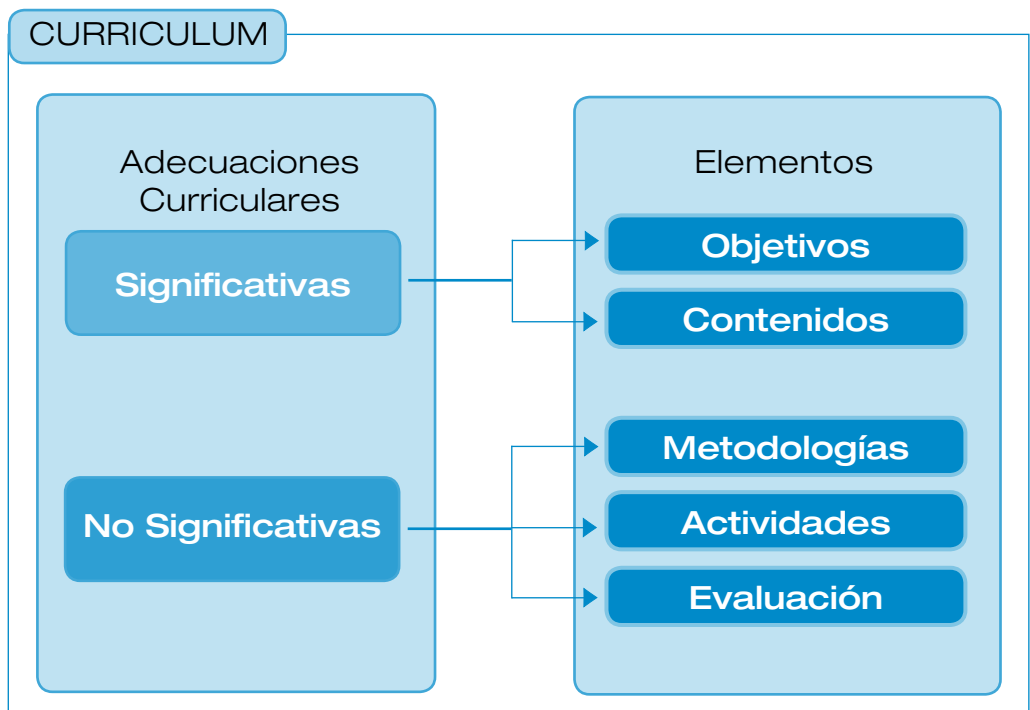 CURRICULUM
Adecuaciones
Curriculares
Significativas
No Significativas
Elementos
Objetivos
Contenidos
Metodologías
Actividades
Evaluación